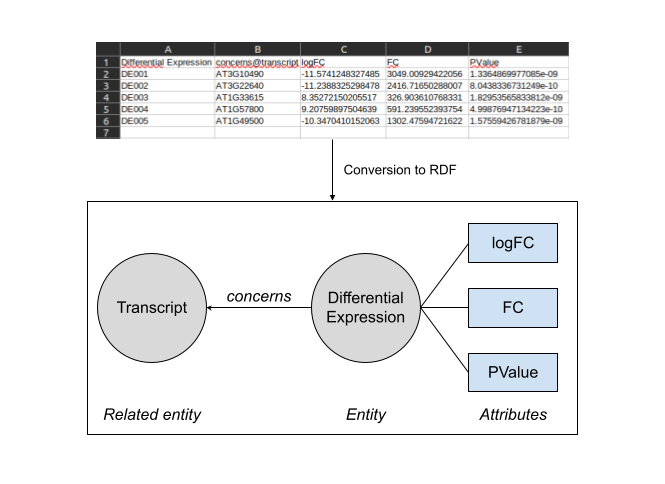 A B C D E
1 Differential Expression concerns@transcript logFC FC PValue
2 DE001 AT3G10490 -11.5741248327485 3049.00929422056 1.3364869977085e-09
3 DE002 AT3G22640 -11.2388325298478 2416.71650288007 8.0438336731249e-10
4 DE003 AT1G33615 8.35272150205517 326.903610768331 1.82953565833812e-09
5 DE004 AT1G57800 9.20759897504639 591.239552393754 4.99876947134223e-10
6 DE005 AT1G49500 -10.3470410152063 1302.47594721622 1.57559426781879e-09
7
Conversion to RDF
logFC
Transcript
concerns
Differential
Expression
FC
PValue
Related entity
Entity
Attributes